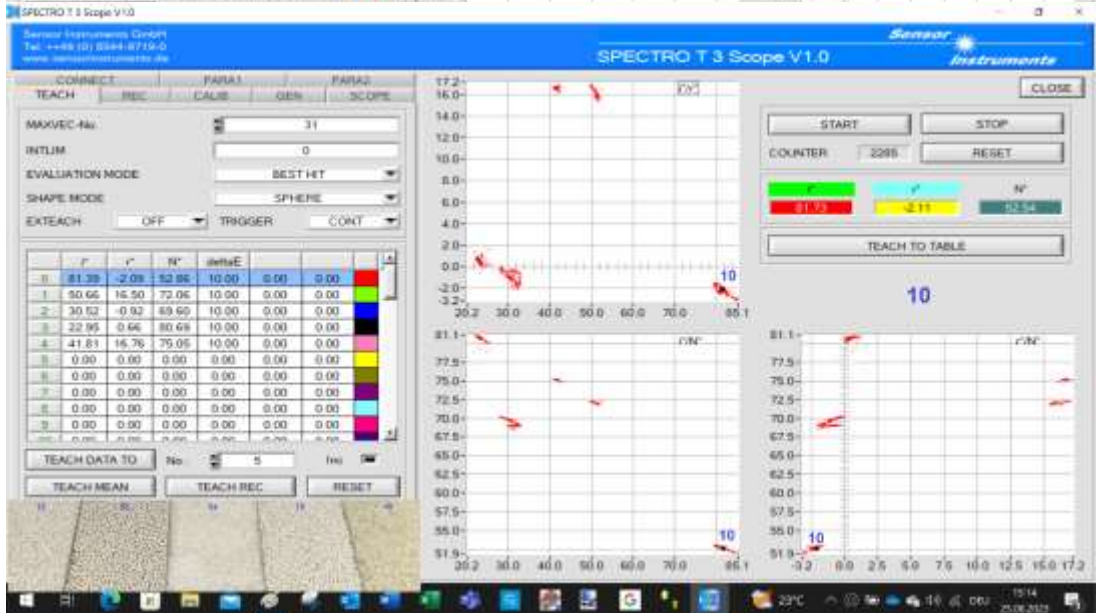 SPECTRO T 3 Scope V1.0
Sensor Instruments GmbH
Sensor
Instruments
SPECTRO T 3 Scope V1.0
CONNECT PARA1 PARA2
TEACH REC CALIB GEN SCOPE
MAXVEC-No. 31
INTLIM 0
EVALUATION MODE BEST HIT
SHAPE MODE SPHERE
EXTEACH OFF TRIGGER CONT
N* deltaE
0 81.39 -2.09 52.86 10.00 0.00 0.00
1 50.66 16.50 72.06 10.00 0.00 0.00
2 30.52 -0.92 69.60 10.00 0.00 0.00
3 22.95 0.66 80.69 10.00 0.00 0.00
4 41.81 16.76 75.05 10.00 0.00 0.00
0.00 0.00 0.00 0.00 0.00 0.00
0.00 0.00 0.00 0.00 0.00 0.00
0.00 0.00 0.00 0.00 0.00 0.00
0.00 0.00 0.00 0.00 0.00 0.00
9 0.00 0.00 0.00 0.00 0.00 0.00
TEACH DATA TO No. 5 Inc
TEACH MEAN TEACH REC RESET
17.2
16.0
14.0
12.0
10.0
8.0
6.0
4.0
2.0
0.0
-2.0
-3.2
20.2 30.0 40.0 50.0 60.0 70.0 85.1
10
CLOSE
START STOP
COUNTER 2285 RESET
N*
81.73 -2.11 52.54
TEACH TO TABLE
10
81.1
77.5
75.0
72.5
70.0
67.5
65.0
62.5
60.0
57.5
55.0
51.9
20.2 30.0 40.0 50.0 60.0 70.0 85.1
10
81.1
77.5
75.0
72.5
70.0
67.5
65.0
62.5
60.0
57.5
55.0
51.9
-3.2 0.0 2.5 5.0 7.5 10.0 12.5 15.0 17.2
10
23°C
DEU
15:14
25.08.2022